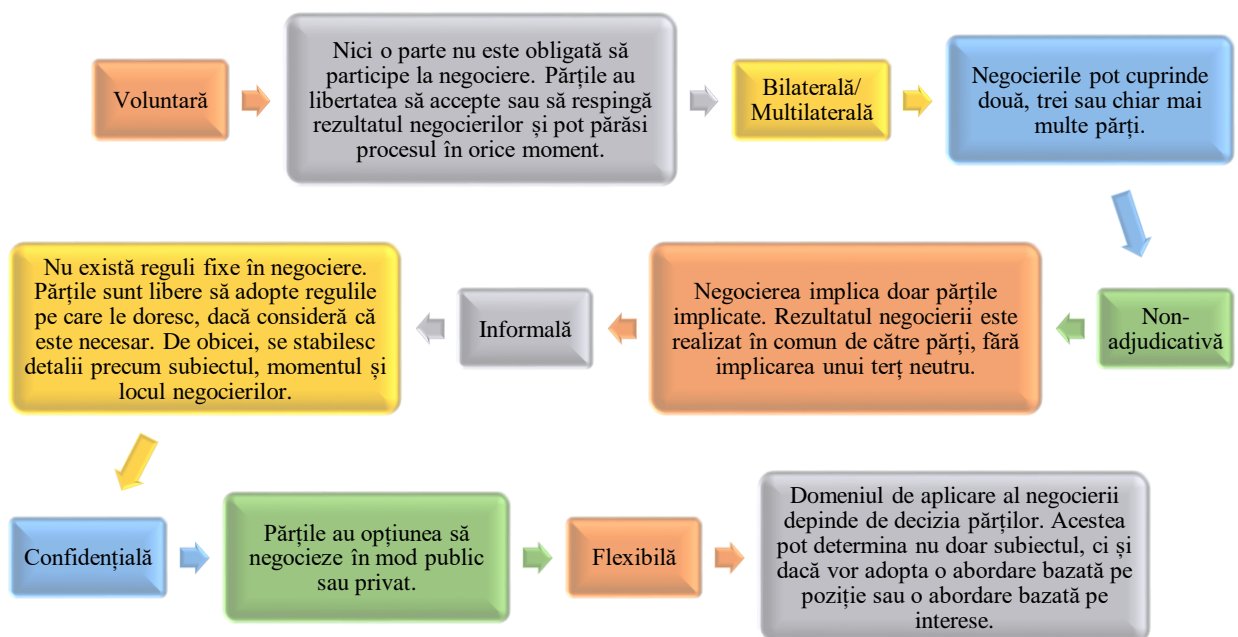 Voluntară
Nici o parte nu este obligată să
participe la negociere. Părțile au
libertatea să accepte sau să respingă
rezultatul negocierilor și pot părăsi
procesul în orice moment.
Bilaterală/
Multilaterală
Negocierile pot cuprinde
două, trei sau chiar mai
multe părți.
Non-
adjudicativă
Negocierea implica doar părțile
implicate. Rezultatul negocierii este
realizat în comun de către părți, fără
implicarea unui terț neutru.
Informală
Nu există reguli fixe în negociere.
Părțile sunt libere să adopte regulile
pe care le doresc, dacă consideră că
este necesar. De obicei, se stabilesc
detalii precum subiectul, momentul și
locul negocierilor.
Confidențială
Părțile au opțiunea să
negocieze în mod public
sau privat.
Flexibilă
Domeniul de aplicare al negocierii
depinde de decizia părților. Acestea
pot determina nu doar subiectul, ci și
dacă vor adopta o abordare bazată pe
poziție sau o abordare bazată pe
interese.